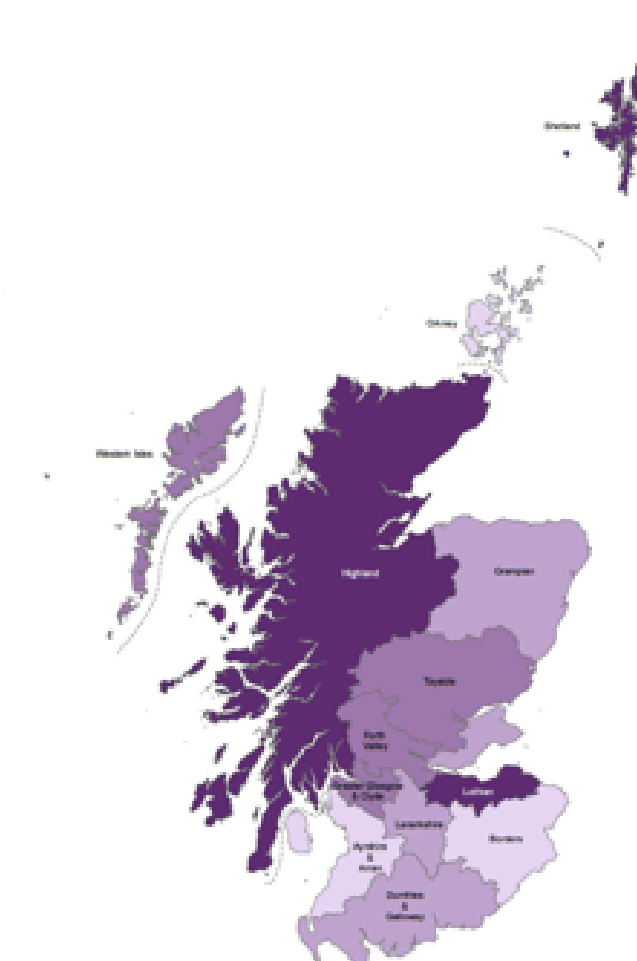 Shetland
Orkney
Western Isles
Highland
Grampian
Tayside
Forth
Valley
Greater Glasgow
& Clyde
Lothian
Lanarkshire
Borders
Ayrshire
&
Arran
Dumfries
&
Galloway